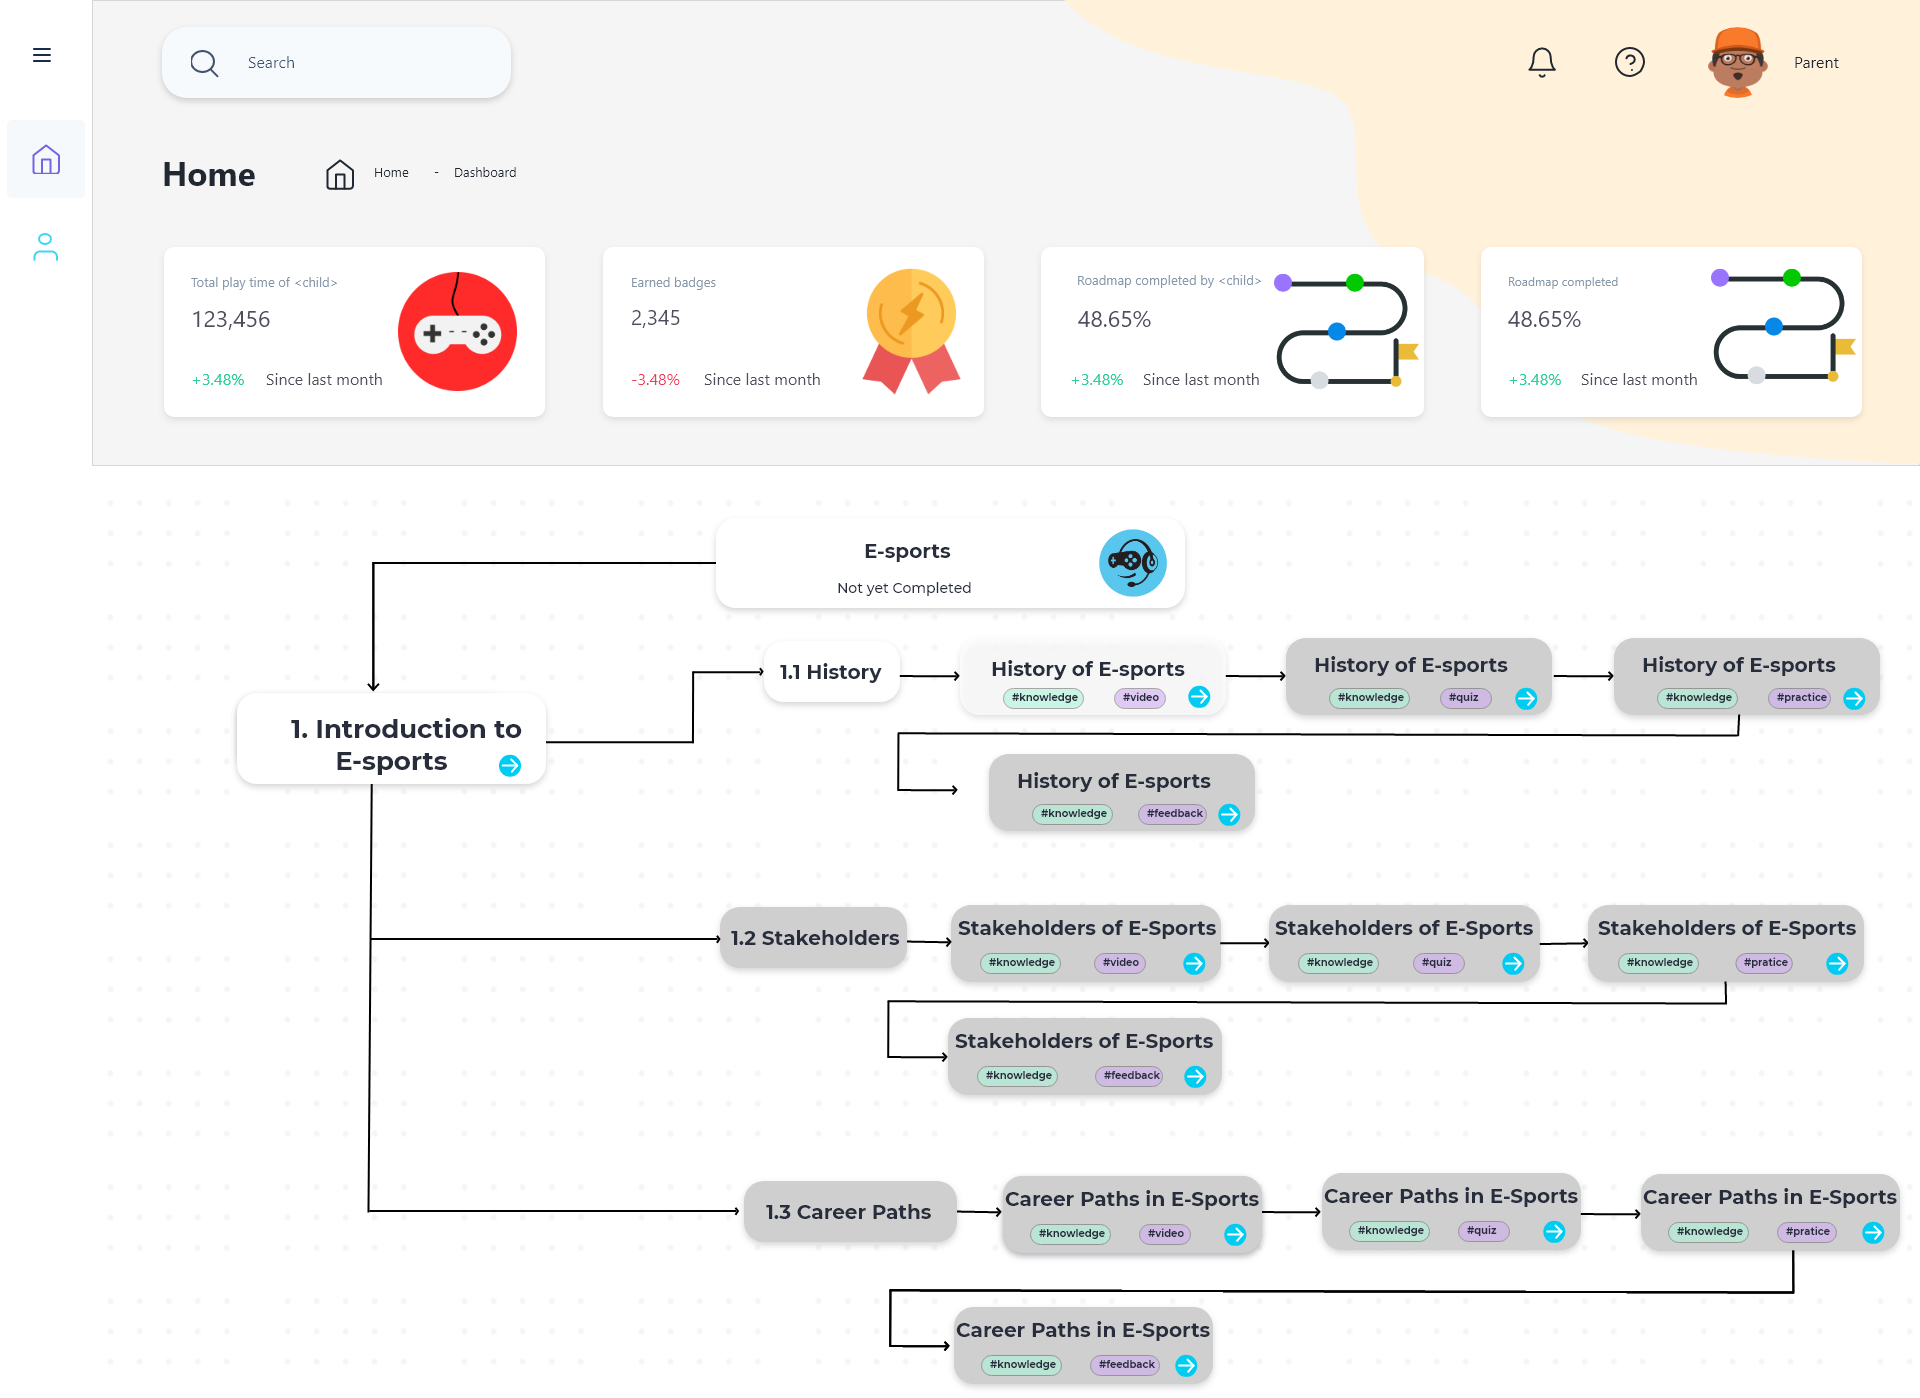 Search
Parent
Home
Home - Dashboard
Total play time of <child>
123,456
+3.48% Since last month
Earned badges
2,345
-3.48% Since last month
Roadmap completed by <child>
48.65%
+3.48% Since last month
Roadmap completed
48.65%
+3.48% Since last month
E-sports
Not yet Completed
1. Introduction to
E-sports
1.1 History
History of E-sports
#knowledge #video
History of E-sports
#knowledge #quiz
History of E-sports
#knowledge #practice
History of E-sports
#knowledge #feedback
1.2 Stakeholders
Stakeholders of E-Sports
#knowledge #video
Stakeholders of E-Sports
#knowledge #quiz
Stakeholders of E-Sports
#knowledge #pratice
Stakeholders of E-Sports
#knowledge #feedback
1.3 Career Paths
Career Paths in E-Sports
#knowledge #video
Career Paths in E-Sports
#knowledge #quiz
Career Paths in E-Sports
#knowledge #pratice
Career Paths in E-Sports
#knowledge #feedback